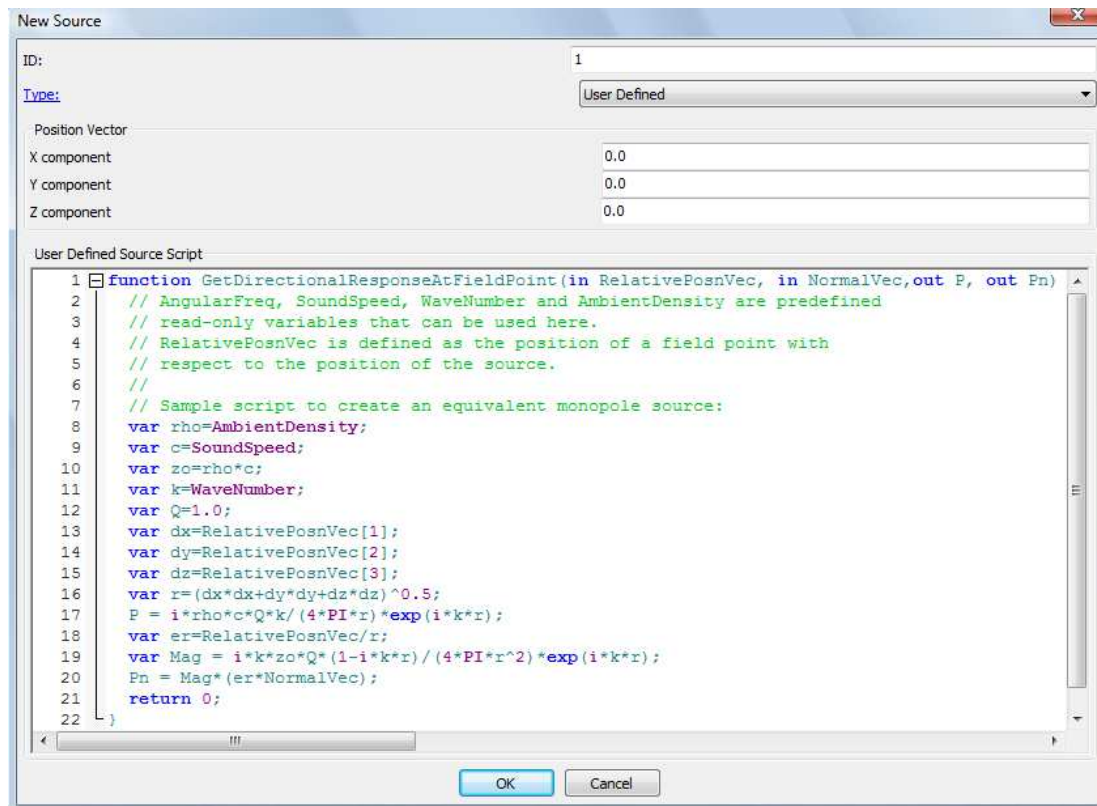 New Source
ID: 1
Type: User Defined
Position Vector
X component 0.0
Y component 0.0
Z component 0.0
User Defined Source Script
1 function GetDirectionalResponseAtFieldPoint(in RelativePosnVec, in NormalVec,out P, out Pn)
2 // AngularFreq, SoundSpeed, WaveNumber and AmbientDensity are predefined
3 // read-only variables that can be used here.
4 // RelativePosnVec is defined as the position of a field point with
5 // respect to the position of the source.
6 //
7 // Sample script to create an equivalent monopole source:
8 var rho=AmbientDensity;
9 var c=SoundSpeed;
10 var zo=rho*c;
11 var k=WaveNumber;
12 var Q=1.0;
13 var dx=RelativePosnVec[1];
14 var dy=RelativePosnVec[2];
15 var dz=RelativePosnVec[3];
16 var r=(dx*dx+dy*dy+dz*dz)^0.5;
17 P = i*rho*c*Q*k/(4*PI*r)*exp(i*k*r);
18 var er=RelativePosnVec/r;
19 var Mag = i*k*zo*Q*(1-i*k*r)/(4*PI*r^2)*exp(i*k*r);
20 Pn = Mag*(er*NormalVec);
21 return 0;
22 }
OK Cancel